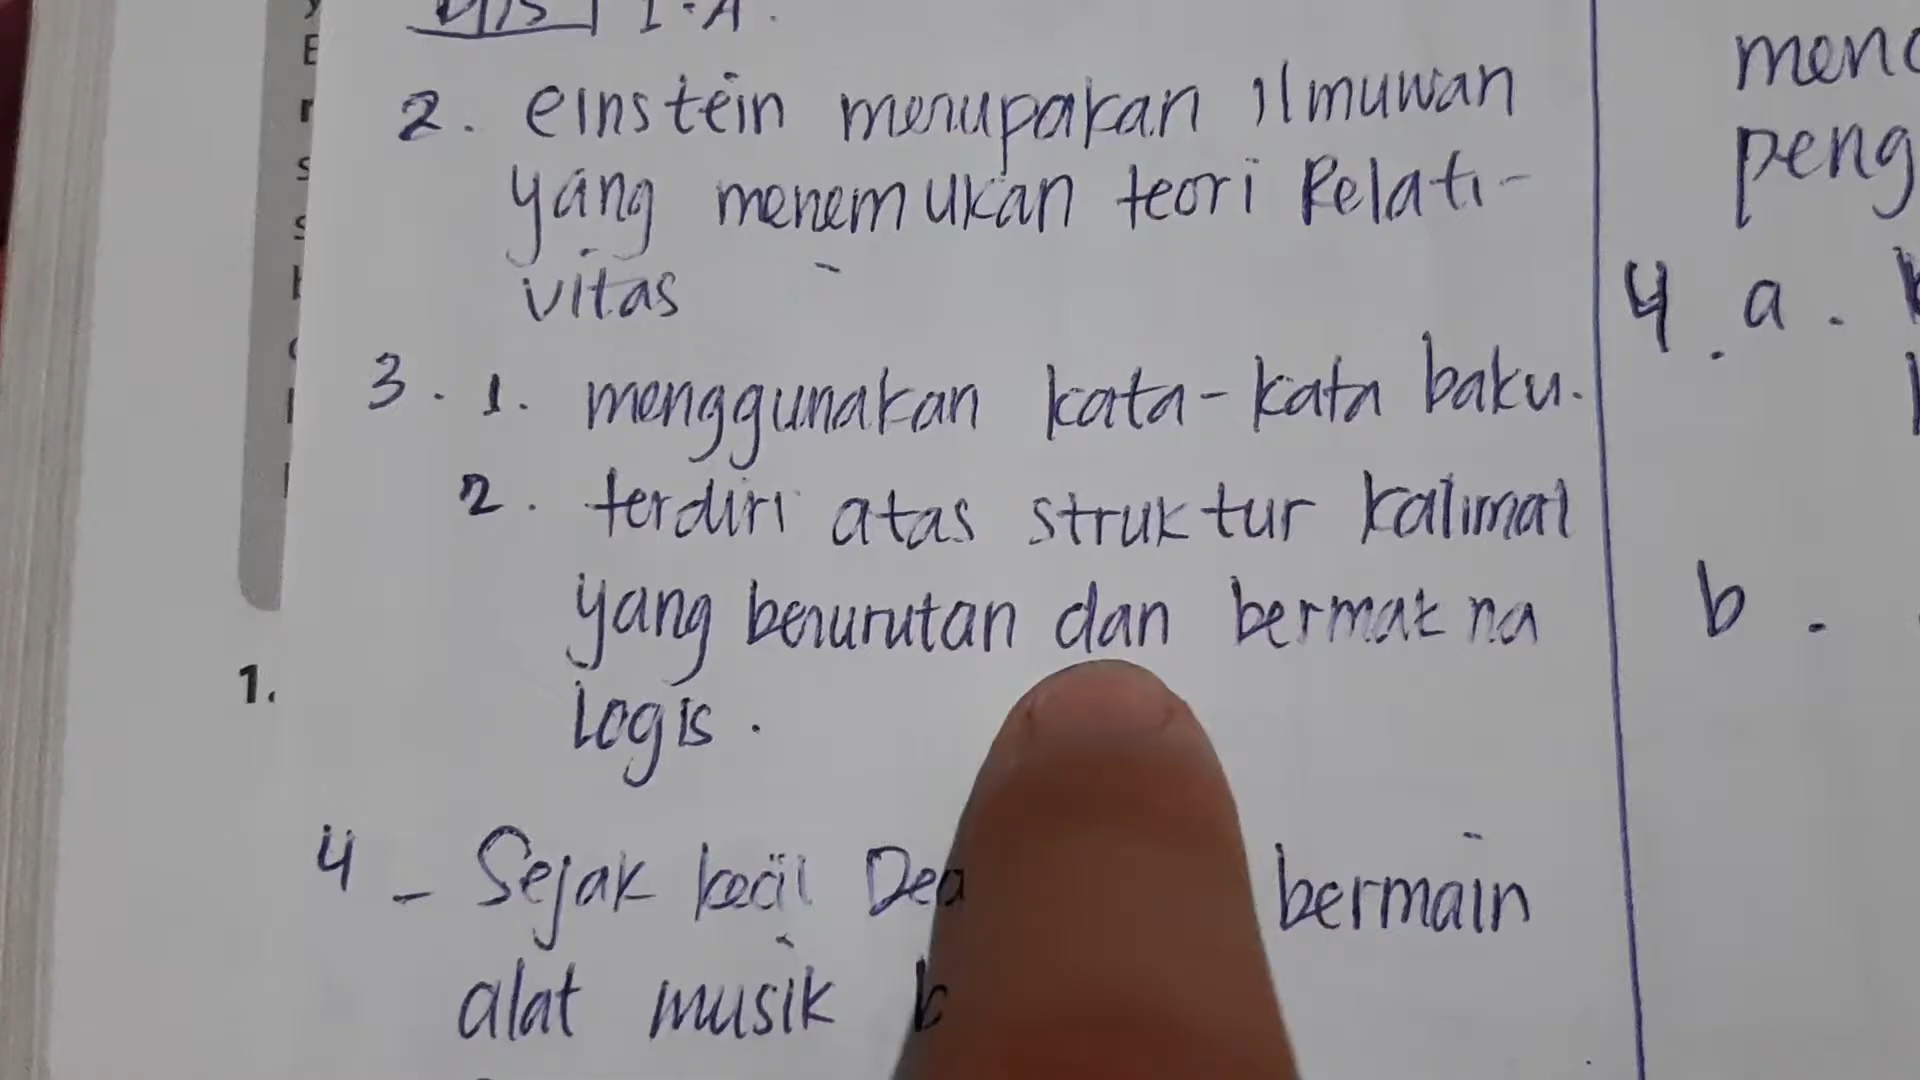 I. A.
2. einstein merupakan ilmuwan
yang menemukan teori Relati-
vitas
3. 1. menggunakan kata-kata baku.
2. terdiri atas struktur kalimat
yang berurutan dan bermakna
logis.
4 - Sejak kecil Dea bermain
alat musik
peng
4. a.
b.
1.